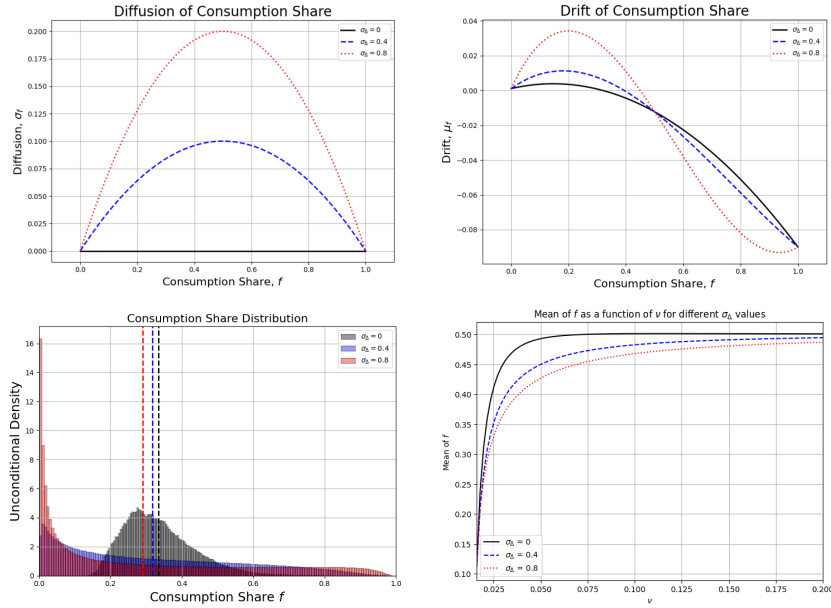 Diffusion of Consumption Share
σΔ = 0
σΔ = 0.4
σΔ = 0.8
0.200
0.175
0.150
0.125
0.100
0.075
0.050
0.025
0.000
Diffusion, σf
0.0 0.2 0.4 0.6 0.8 1.0
Consumption Share, f
Drift of Consumption Share
σΔ = 0
σΔ = 0.4
σΔ = 0.8
0.04
0.02
0.00
−0.02
−0.04
−0.06
−0.08
Drift, μf
0.0 0.2 0.4 0.6 0.8 1.0
Consumption Share, f
Consumption Share Distribution
σΔ = 0
σΔ = 0.4
σΔ = 0.8
16
14
12
10
8
6
4
2
0
Unconditional Density
0.0 0.2 0.4 0.6 0.8 1.0
Consumption Share f
Mean of f as a function of ν for different σΔ values
0.50
0.45
0.40
0.35
0.30
0.25
0.20
0.15
0.10
Mean of f
σΔ = 0
σΔ = 0.4
σΔ = 0.8
0.025 0.050 0.075 0.100 0.125 0.150 0.175 0.200
ν